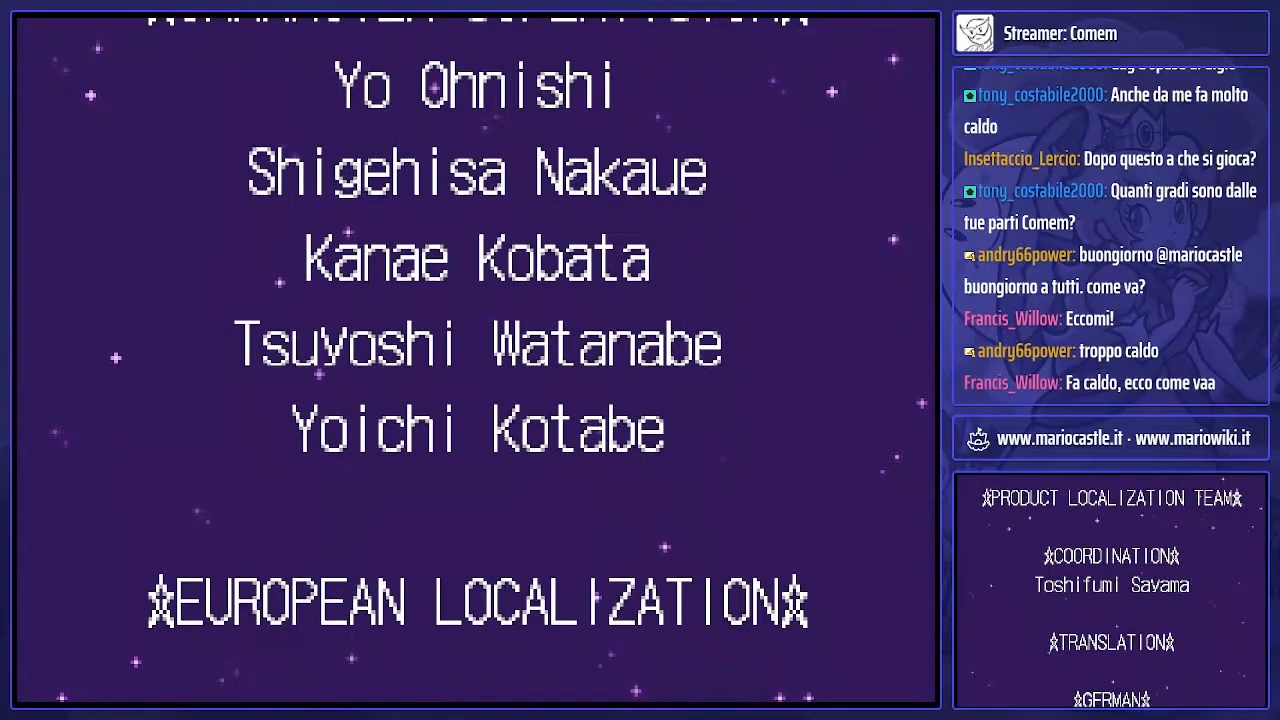 Yo Ohnishi
Shigehisa Nakaue
Kanae Kobata
Tsuyoshi Watanabe
Yoichi Kotabe
☆EUROPEAN LOCALIZATION☆
Streamer: Comem
tony_costabile2000: Anche da me fa molto
caldo
Insettaccio_Lercio: Dopo questo a che si gioca?
tony_costabile2000: Quanti gradi sono dalle
tue parti Comem?
andry66power: buongiorno @mariocastle
buongiorno a tutti. come va?
Francis_Willow: Eccomi!
andry66power: troppo caldo
Francis_Willow: Fa caldo, ecco come vaa
www.mariocastle.it · www.mariowiki.it
☆PRODUCT LOCALIZATION TEAM☆
☆COORDINATION☆
Toshifumi Sayama
☆TRANSLATION☆
☆GERMAN☆